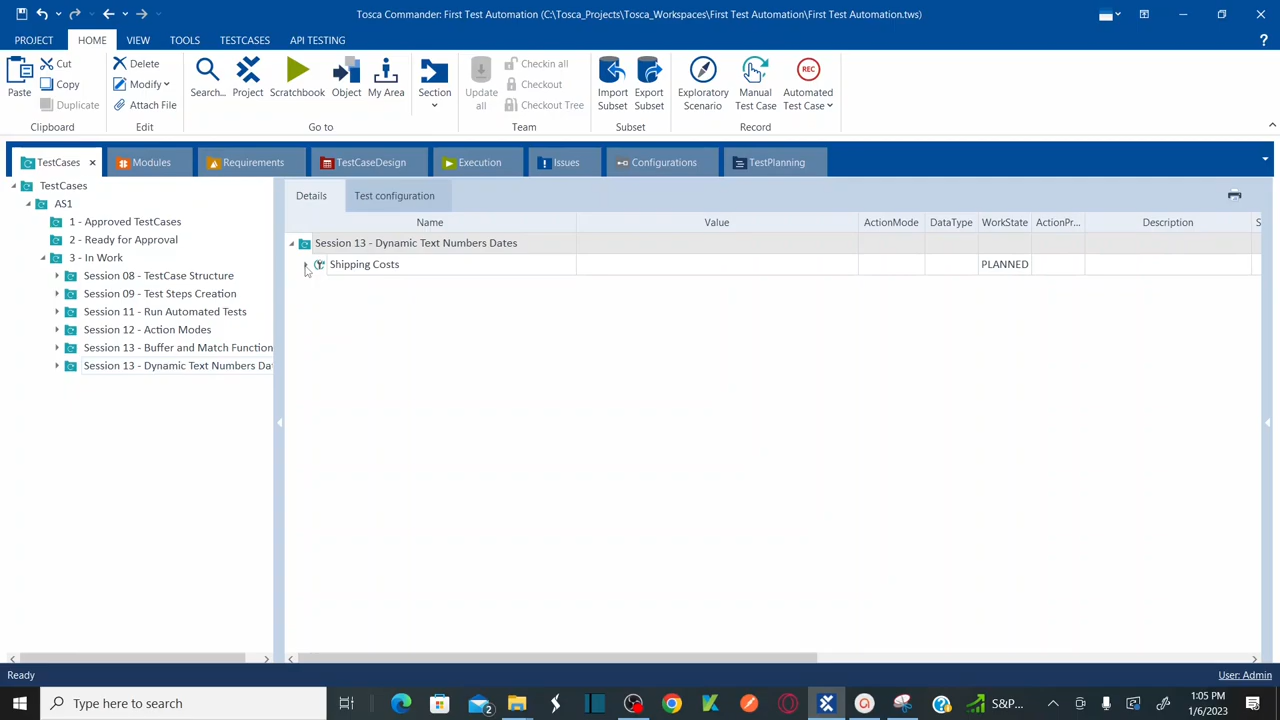 Tosca Commander: First Test Automation (C:\Tosca_Projects\Tosca_Workspaces\First Test Automation\First Test Automation.tws)
PROJECT HOME VIEW TOOLS TESTCASES API TESTING ?
Paste Cut Copy Duplicate
Delete Modify Attach File
Search... Project Scratchbook Object My Area Section
Update all Checkin all Checkout Checkout Tree
Import Subset Export Subset
Exploratory Scenario Manual Test Case REC Automated Test Case
Clipboard Edit Go to Team Subset Record
TestCases Modules Requirements TestCaseDesign Execution Issues Configurations TestPlanning
TestCases
AS1
1 - Approved TestCases
2 - Ready for Approval
3 - In Work
Session 08 - TestCase Structure
Session 09 - Test Steps Creation
Session 11 - Run Automated Tests
Session 12 - Action Modes
Session 13 - Buffer and Match Function
Session 13 - Dynamic Text Numbers Da
Details Test configuration
Name Value ActionMode DataType WorkState ActionPr... Description S
Session 13 - Dynamic Text Numbers Dates
Shipping Costs PLANNED
Ready User: Admin
Type here to search
2
S&P...
1:05 PM
1/6/2023